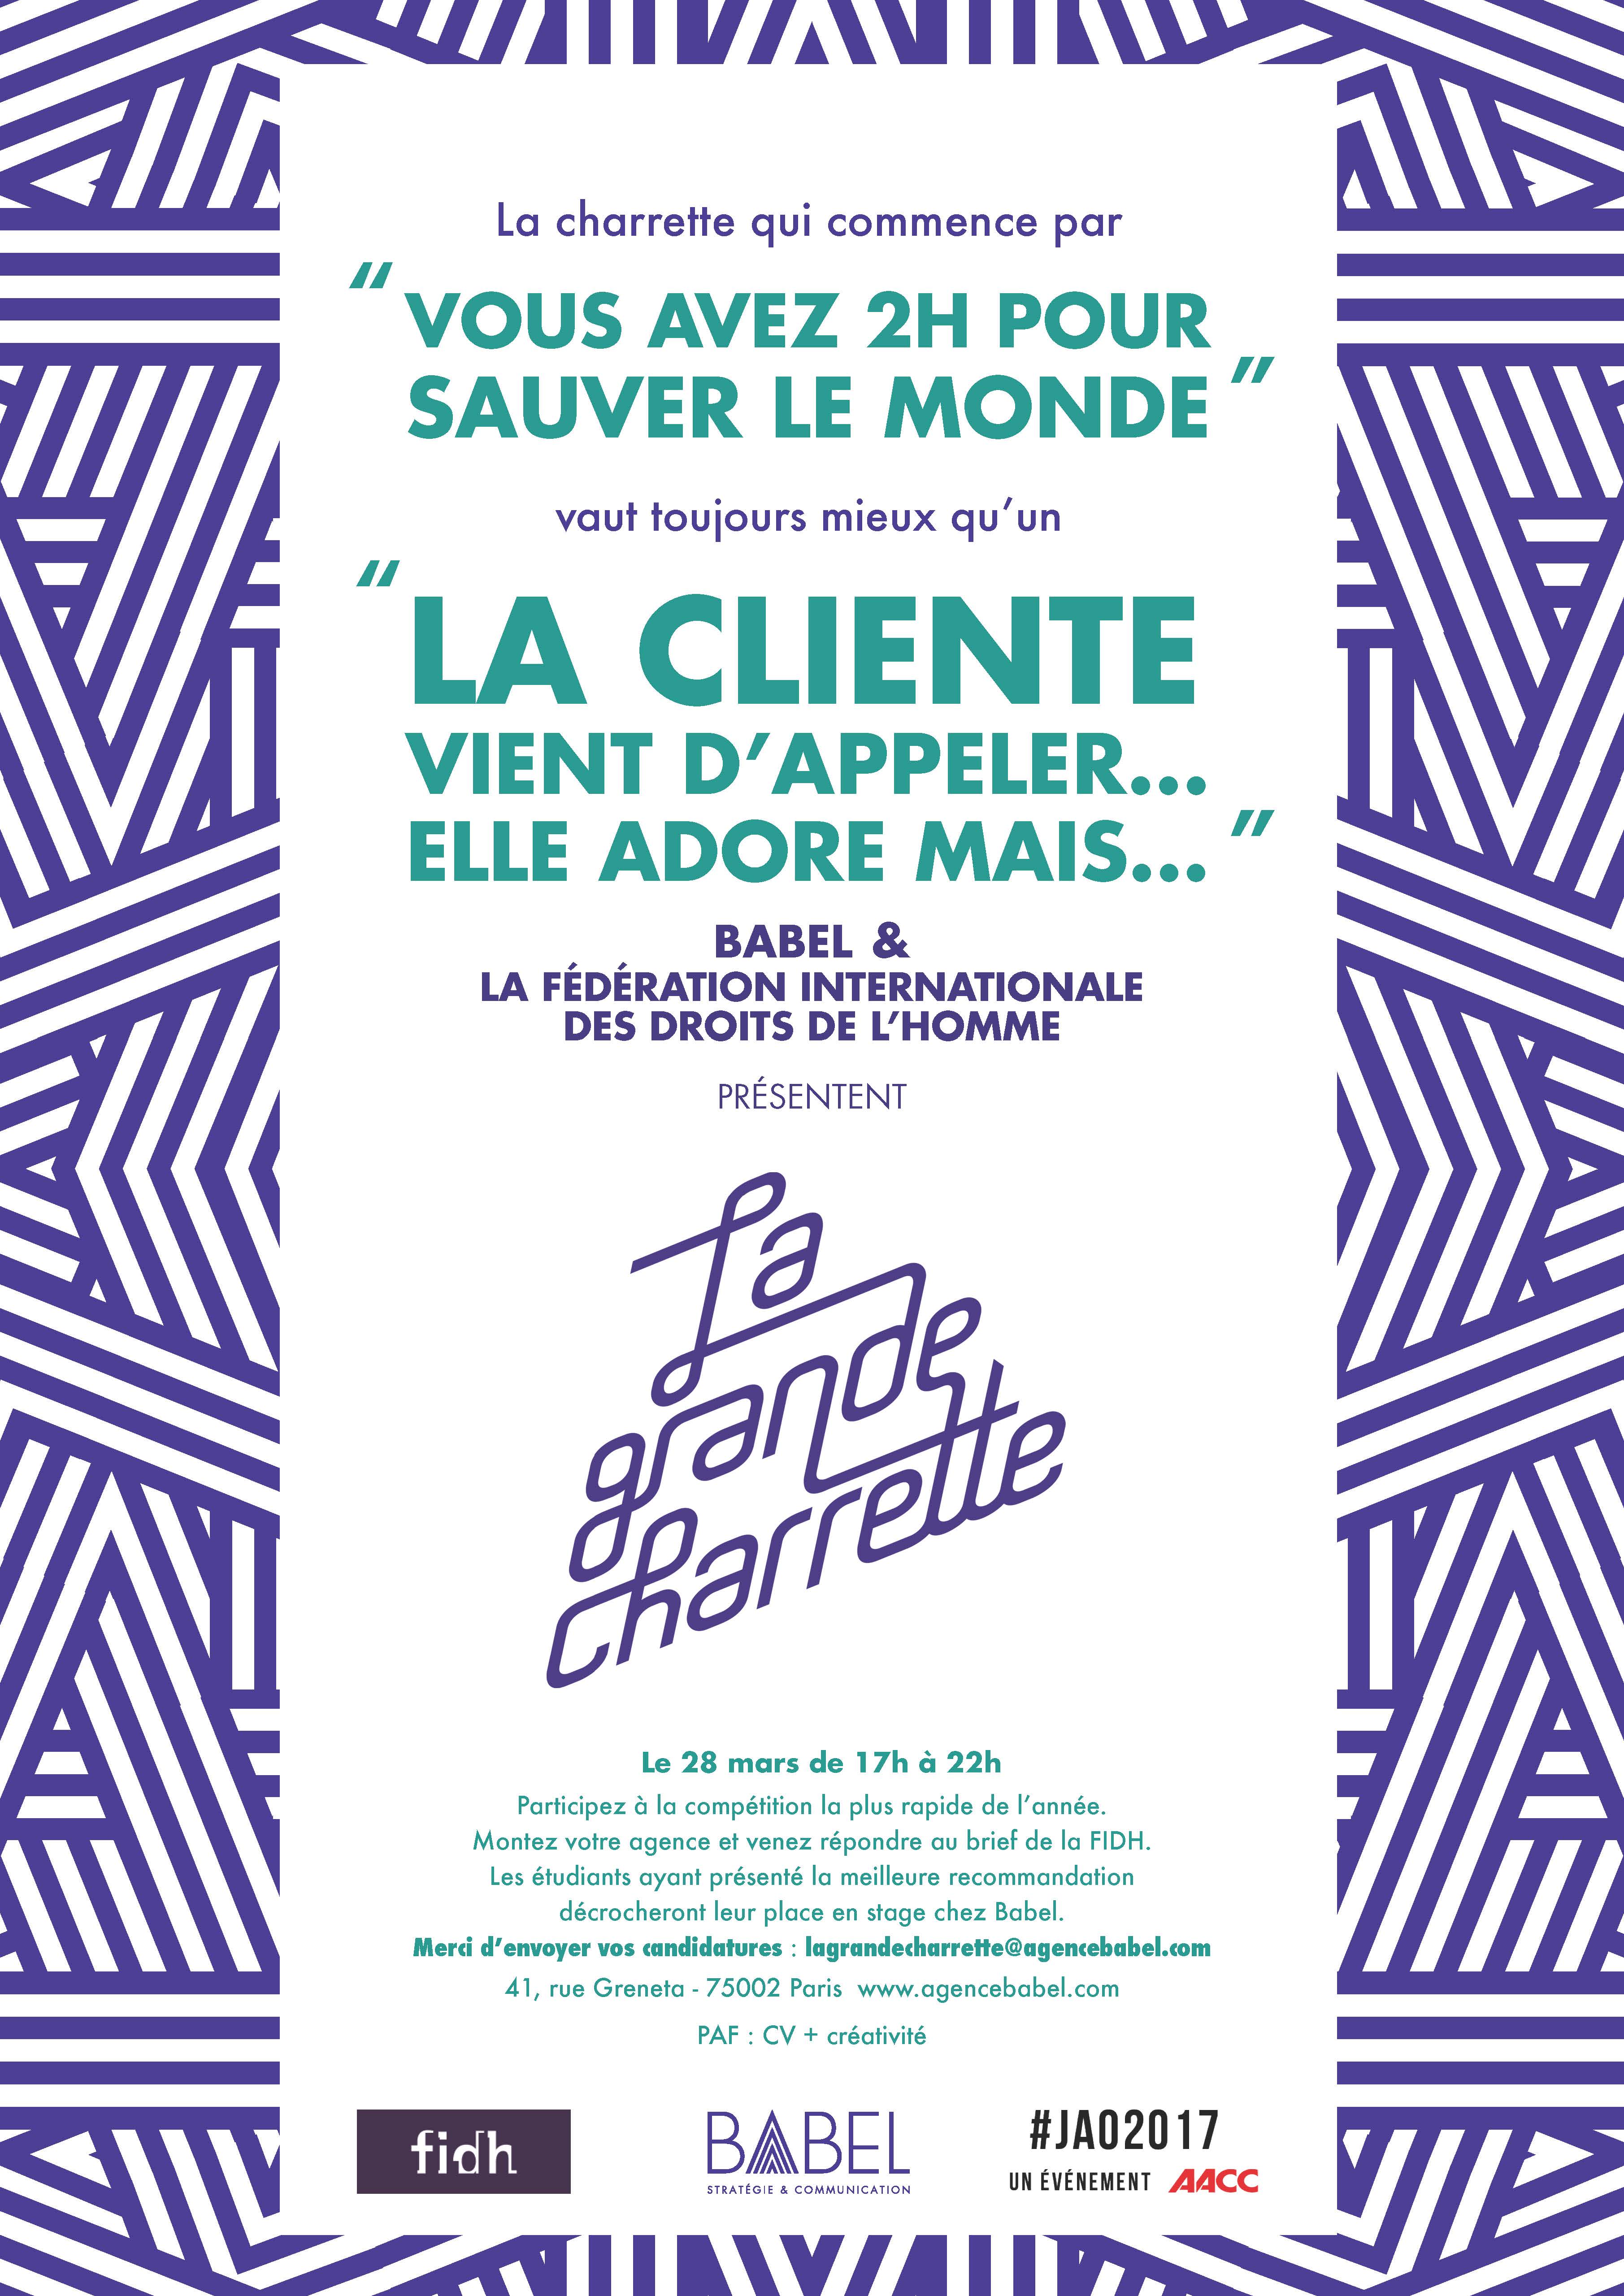 La charrette qui commence par
“ VOUS AVEZ 2H POUR
SAUVER LE MONDE ”
vaut toujours mieux qu’un
“ LA CLIENTE
VIENT D’APPELER...
ELLE ADORE MAIS... ”
BABEL &
LA FÉDÉRATION INTERNATIONALE
DES DROITS DE L’HOMME
PRÉSENTENT
La
grande
charrette
Le 28 mars de 17h à 22h
Participez à la compétition la plus rapide de l’année.
Montez votre agence et venez répondre au brief de la FIDH.
Les étudiants ayant présenté la meilleure recommandation
décrocheront leur place en stage chez Babel.
Merci d’envoyer vos candidatures : lagrandecharrette@agencebabel.com
41, rue Greneta - 75002 Paris www.agencebabel.com
PAF : CV + créativité
fidh
BABEL
STRATÉGIE & COMMUNICATION
#JAO2017
UN ÉVÉNEMENT AACC